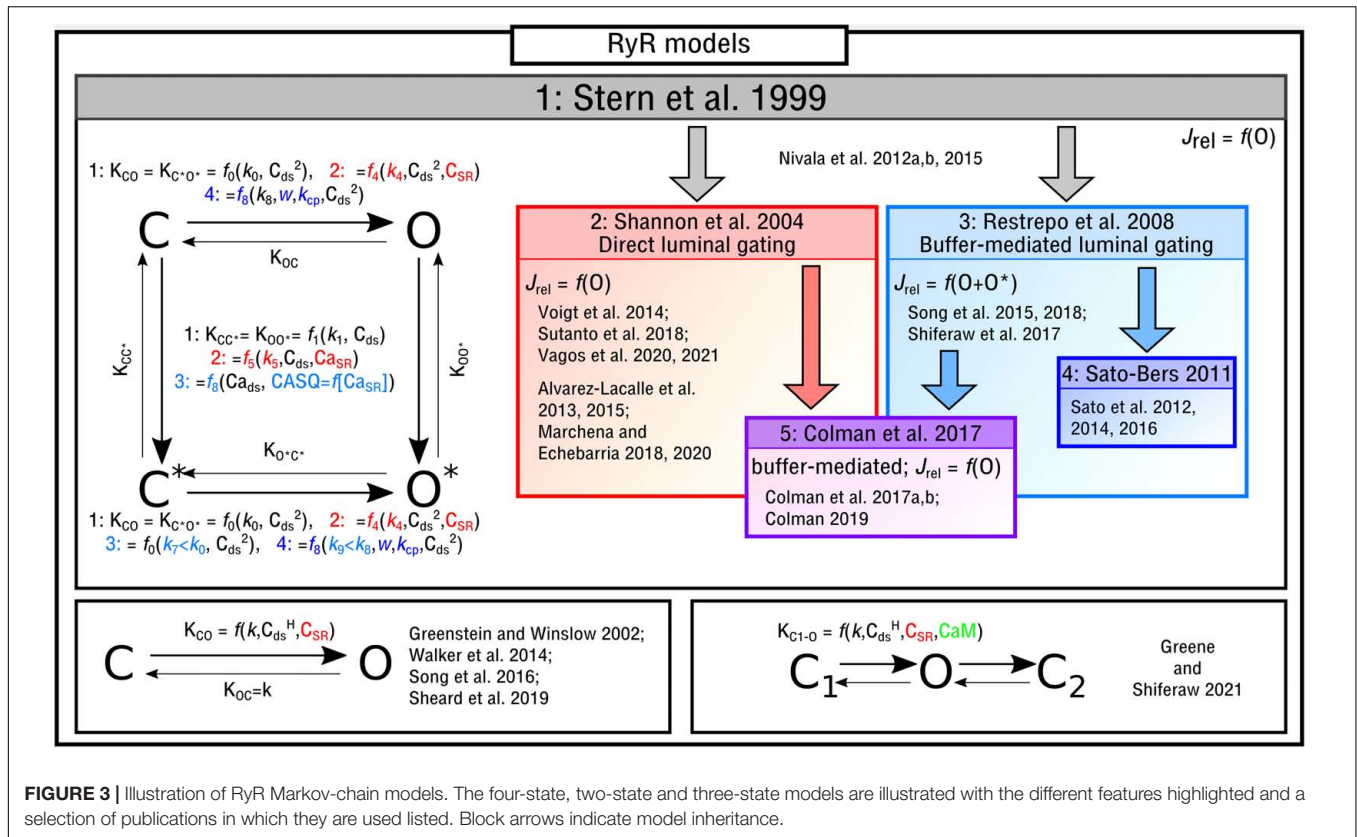 RyR models
1: Stern et al. 1999
J_rel = f(O)
Nivala et al. 2012a,b, 2015
1: K_CO = K_C*O* = f_0(k_0, C_ds^2), 2: =f_4(k_4,C_ds^2,C_SR)
4: =f_8(k_8,w,k_cp,C_ds^2)
C
O
K_OC
K_CC*
1: K_CC* = K_OO* = f_1(k_1, C_ds)
2: =f_5(k_5,C_ds,Ca_SR)
3: =f_8(Ca_ds, CASQ=f[Ca_SR])
K_OO*
K_O*C*
C*
O*
1: K_CO = K_C*O* = f_0(k_0, C_ds^2), 2: =f_4(k_4,C_ds^2,C_SR)
3: = f_0(k_7<k_0, C_ds^2), 4: =f_8(k_9<k_8,w,k_cp,C_ds^2)
2: Shannon et al. 2004
Direct luminal gating
J_rel = f(O)
Voigt et al. 2014;
Sutanto et al. 2018;
Vagos et al. 2020, 2021
Alvarez-Lacalle et al.
2013, 2015;
Marchena and
Echebarria 2018, 2020
3: Restrepo et al. 2008
Buffer-mediated luminal gating
J_rel = f(O+O*)
Song et al. 2015, 2018;
Shiferaw et al. 2017
4: Sato-Bers 2011
Sato et al. 2012,
2014, 2016
5: Colman et al. 2017
buffer-mediated; J_rel = f(O)
Colman et al. 2017a,b;
Colman 2019
K_CO = f(k,C_ds^H,C_SR)
C
O
K_OC=k
Greenstein and Winslow 2002;
Walker et al. 2014;
Song et al. 2016;
Sheard et al. 2019
K_C1-O = f(k,C_ds^H,C_SR,CaM)
C_1
O
C_2
Greene
and
Shiferaw 2021
FIGURE 3 | Illustration of RyR Markov-chain models. The four-state, two-state and three-state models are illustrated with the different features highlighted and a
selection of publications in which they are used listed. Block arrows indicate model inheritance.